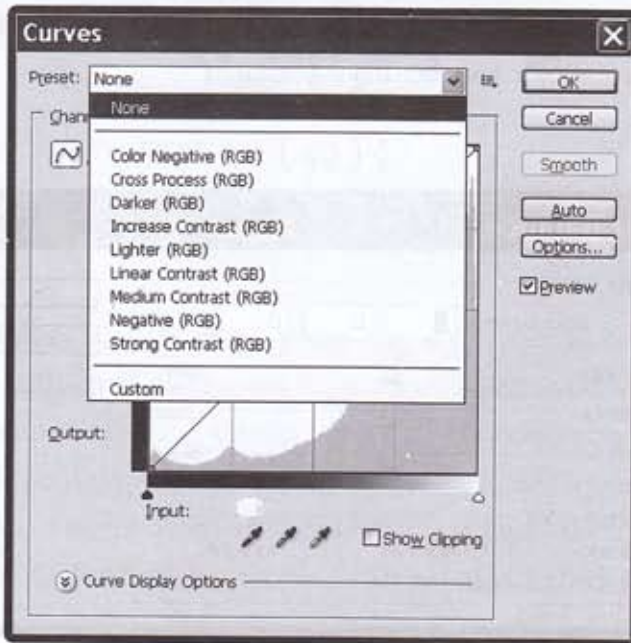 Curves
Preset: None
OK
None
Cancel
Color Negative (RGB)
Cross Process (RGB)
Smooth
Darker (RGB)
Auto
Increase Contrast (RGB)
Lighter (RGB)
Options...
Linear Contrast (RGB)
Preview
Medium Contrast (RGB)
Negative (RGB)
Strong Contrast (RGB)
Custom
Output:
Input:
Show Clipping
Curve Display Options